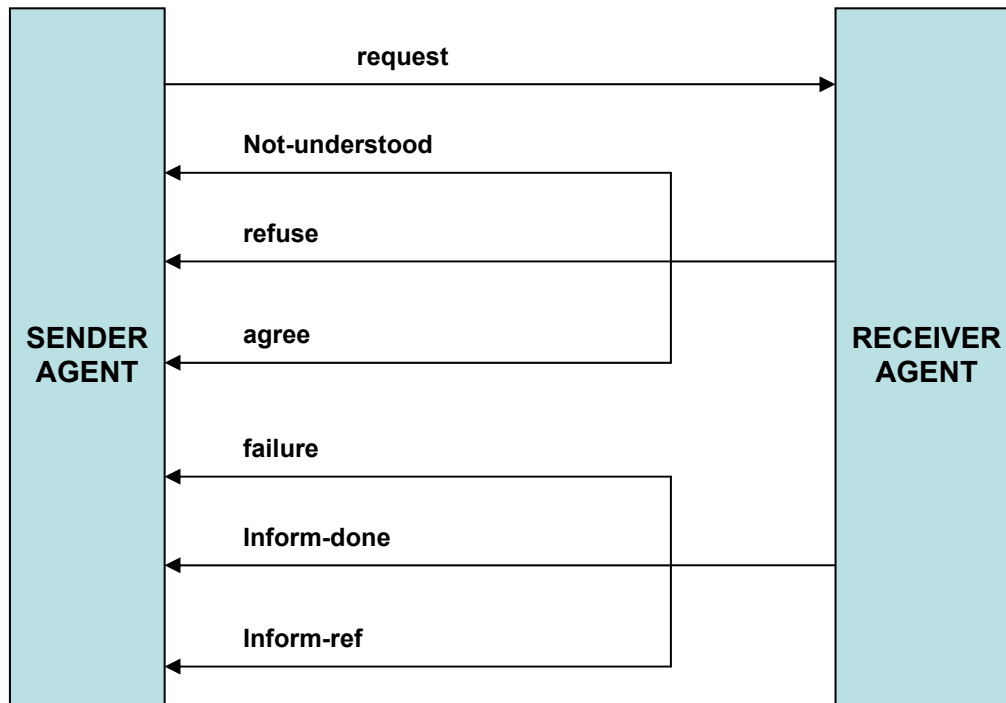 request
Not-understood
refuse
agree
SENDER
AGENT
RECEIVER
AGENT
failure
Inform-done
Inform-ref